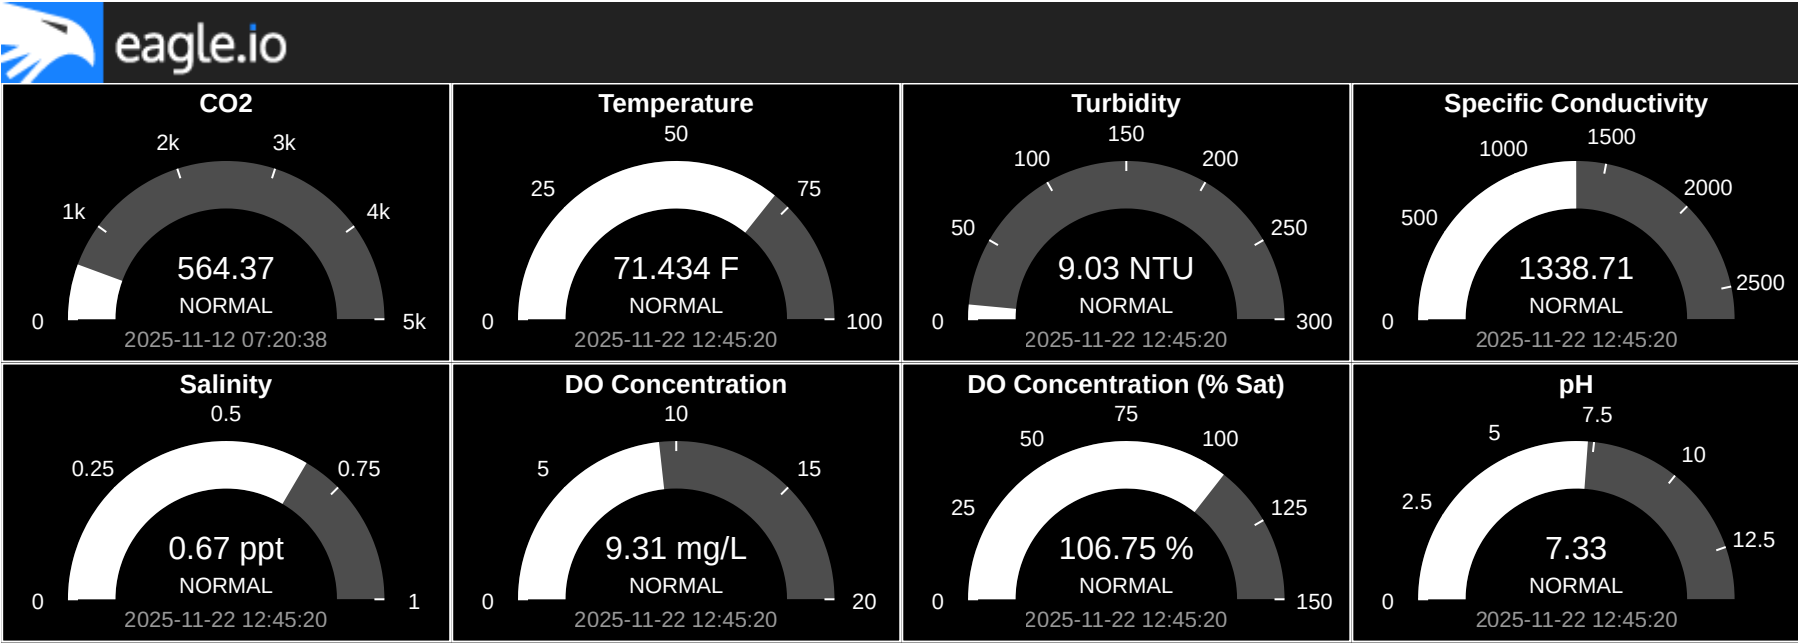 eagle.io
CO2
0
1k
2k
3k
4k
5k
564.37
NORMAL
2025-11-12 07:20:38
Temperature
0
25
50
75
100
71.434 F
NORMAL
2025-11-22 12:45:20
Turbidity
0
50
100
150
200
250
300
9.03 NTU
NORMAL
2025-11-22 12:45:20
Specific Conductivity
0
500
1000
1500
2000
2500
1338.71
NORMAL
2025-11-22 12:45:20
Salinity
0
0.25
0.5
0.75
1
0.67 ppt
NORMAL
2025-11-22 12:45:20
DO Concentration
0
5
10
15
20
9.31 mg/L
NORMAL
2025-11-22 12:45:20
DO Concentration (% Sat)
0
25
50
75
100
125
150
106.75 %
NORMAL
2025-11-22 12:45:20
pH
0
2.5
5
7.5
10
12.5
7.33
NORMAL
2025-11-22 12:45:20